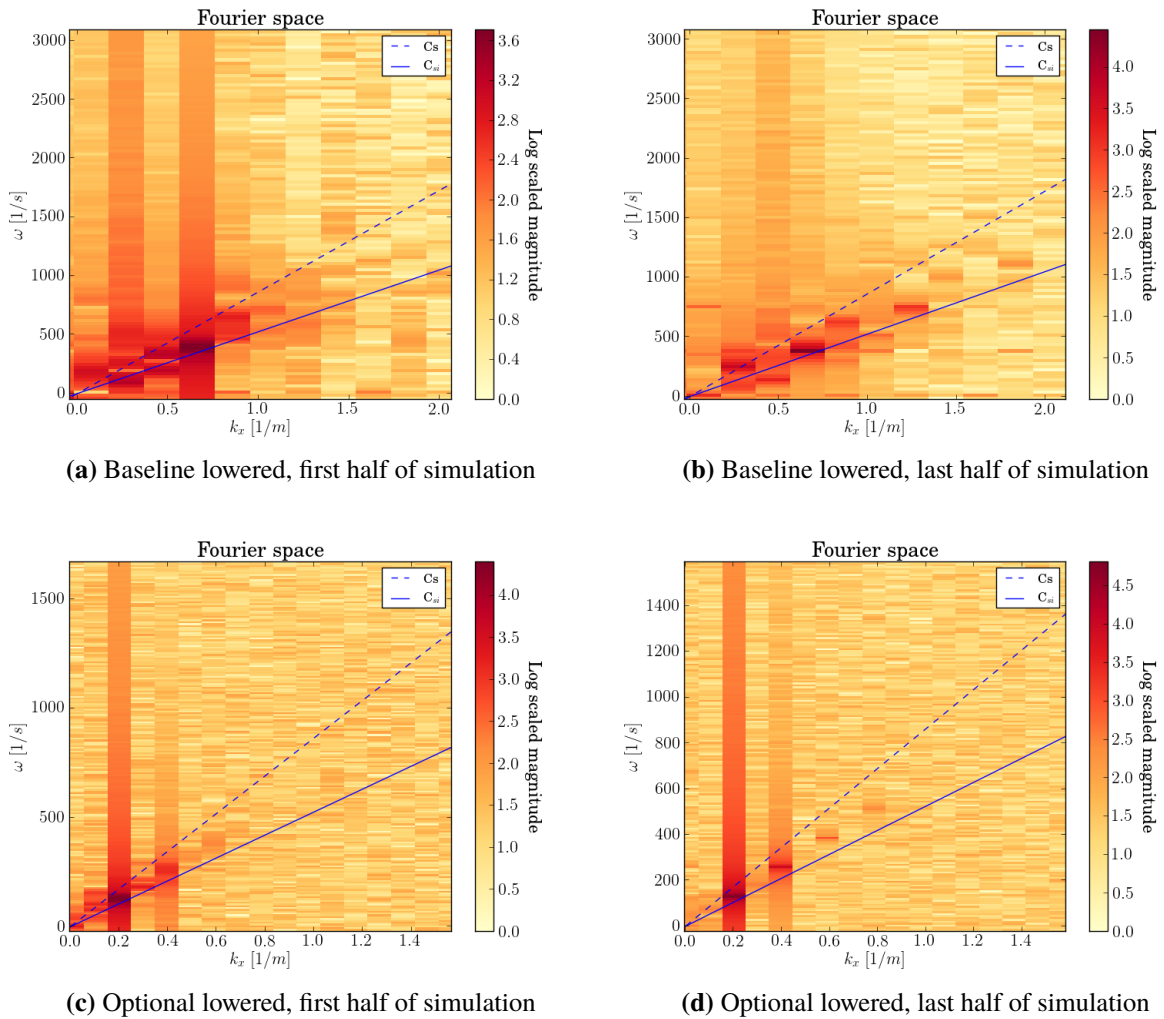 Fourier space
3000
2500
2000
1500
1000
500
0
ω [1/s]
0.0 0.5 1.0 1.5 2.0
k_x [1/m]
Cs
C_si
3.6
3.2
2.8
2.4
2.0
1.6
1.2
0.8
0.4
0.0
Log scaled magnitude
(a) Baseline lowered, first half of simulation
Fourier space
3000
2500
2000
1500
1000
500
0
ω [1/s]
0.0 0.5 1.0 1.5 2.0
k_x [1/m]
Cs
C_si
4.0
3.5
3.0
2.5
2.0
1.5
1.0
0.5
0.0
Log scaled magnitude
(b) Baseline lowered, last half of simulation
Fourier space
1500
1000
500
0
ω [1/s]
0.0 0.2 0.4 0.6 0.8 1.0 1.2 1.4
k_x [1/m]
Cs
C_si
4.0
3.5
3.0
2.5
2.0
1.5
1.0
0.5
0.0
Log scaled magnitude
(c) Optional lowered, first half of simulation
Fourier space
1400
1200
1000
800
600
400
200
0
ω [1/s]
0.0 0.2 0.4 0.6 0.8 1.0 1.2 1.4
k_x [1/m]
Cs
C_si
4.5
4.0
3.5
3.0
2.5
2.0
1.5
1.0
0.5
0.0
Log scaled magnitude
(d) Optional lowered, last half of simulation